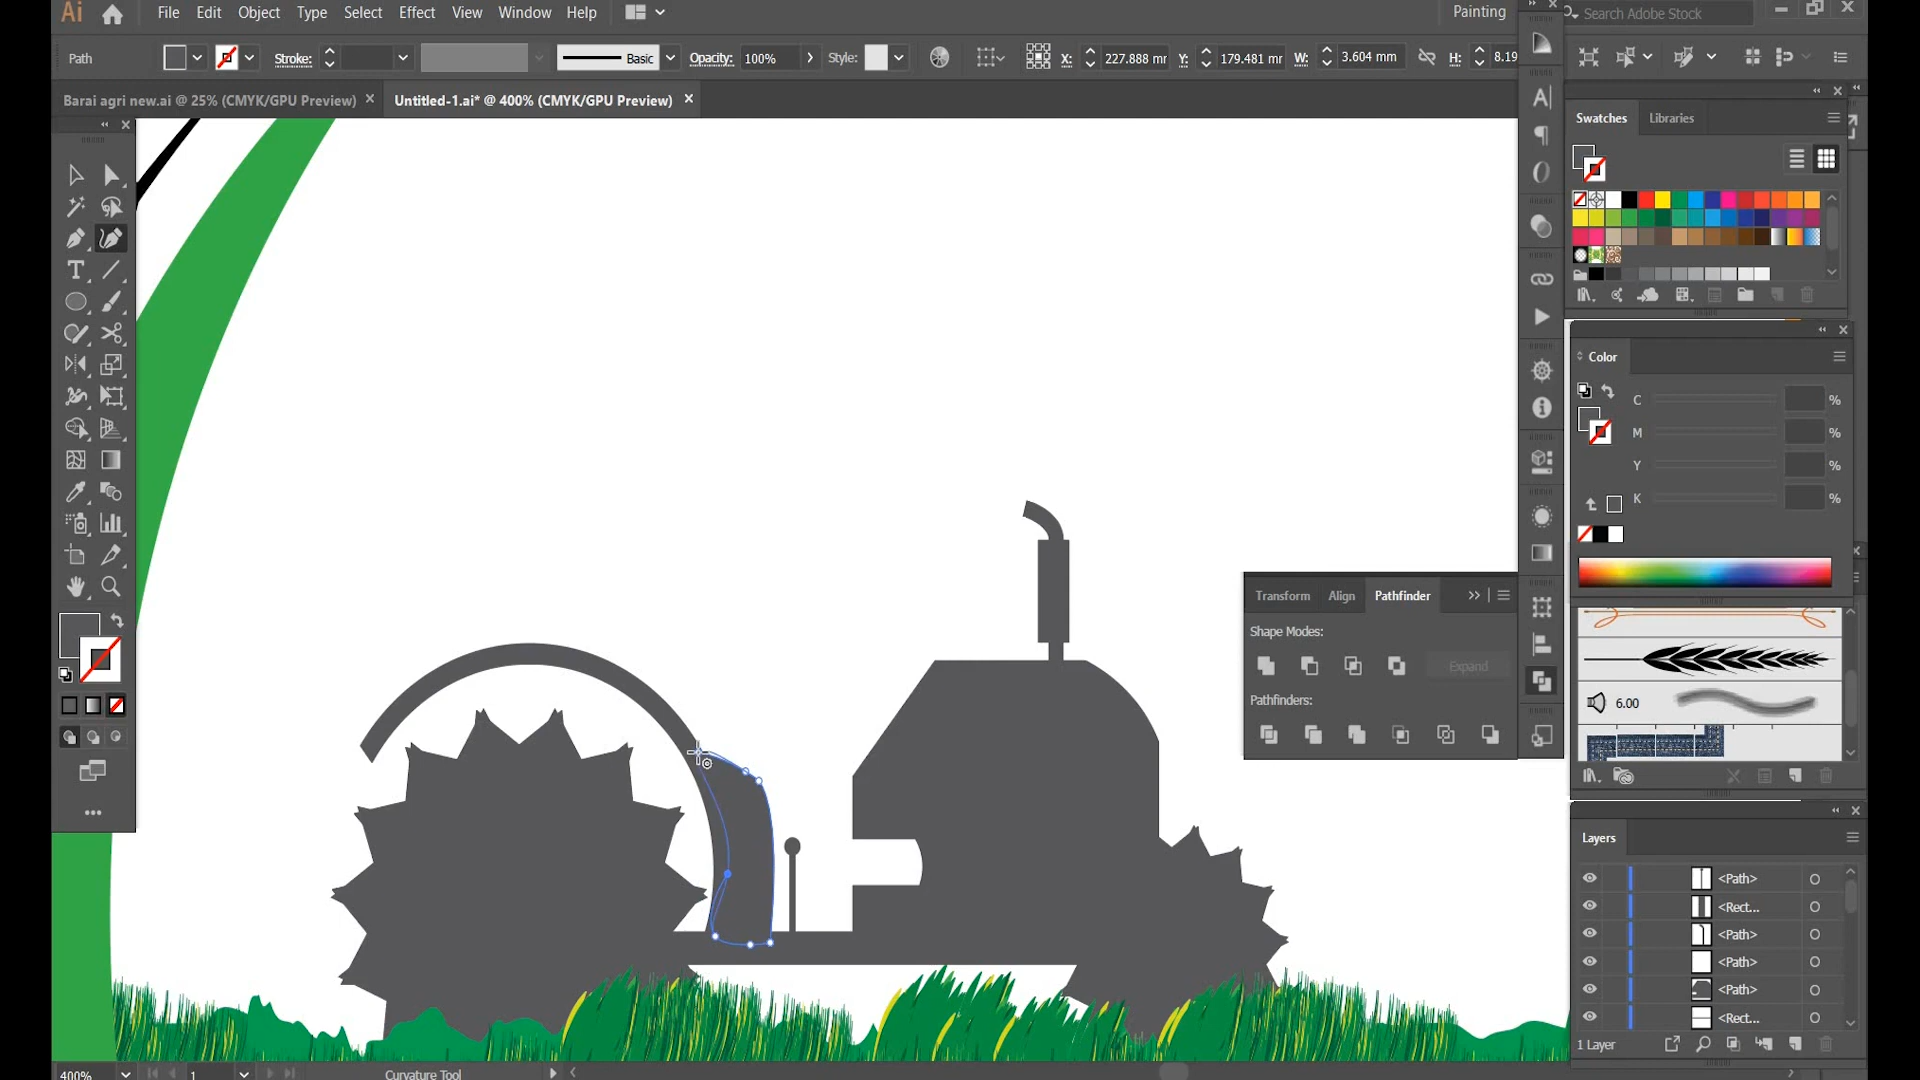 Ai File Edit Object Type Select Effect View Window Help Painting Search Adobe Stock
Path Stroke: Basic Opacity: 100% Style: X: 227.888 mr Y: 179.481 mr W: 3.604 mm H: 8.19
Barai agri new.ai @ 25% (CMYK/GPU Preview) Untitled-1.ai* @ 400% (CMYK/GPU Preview)
Swatches Libraries
Color
C %
M %
Y %
K %
Transform Align Pathfinder
Shape Modes:
Expand
Pathfinders:
6.00
Layers
<Path>
<Rect...
<Path>
<Path>
<Path>
<Rect...
1 Layer
400% 1 Curvature Tool